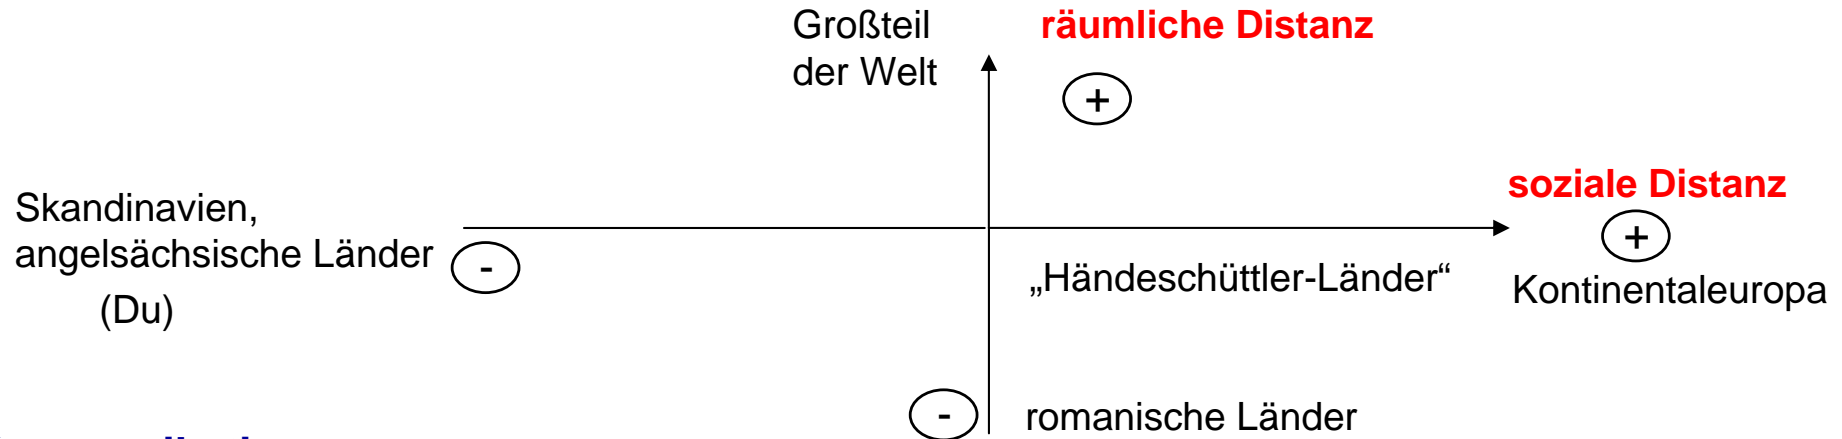 Großteil
der Welt
räumliche Distanz
+
soziale Distanz
+
Skandinavien,
angelsächsische Länder
-
(Du)
„Händeschüttler-Länder“
Kontinentaleuropa
-
romanische Länder